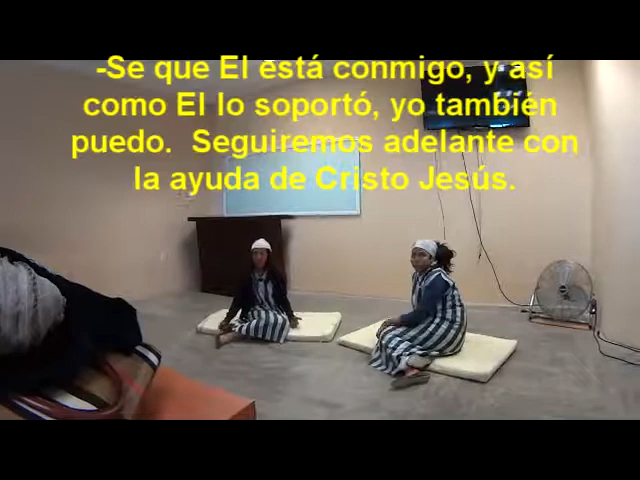 -Se que El está conmigo, y así
como El lo soportó, yo también
puedo.  Seguiremos adelante con
la ayuda de Cristo Jesús.